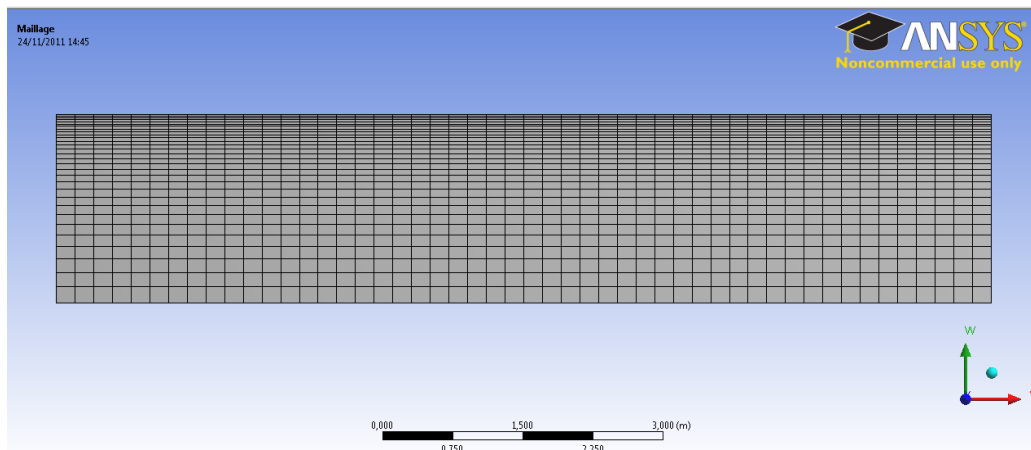 Maillage
24/11/2011 14:45
ANSYS
Noncommercial use only
W
0,000 1,500 3,000 (m)
0,750 2,250